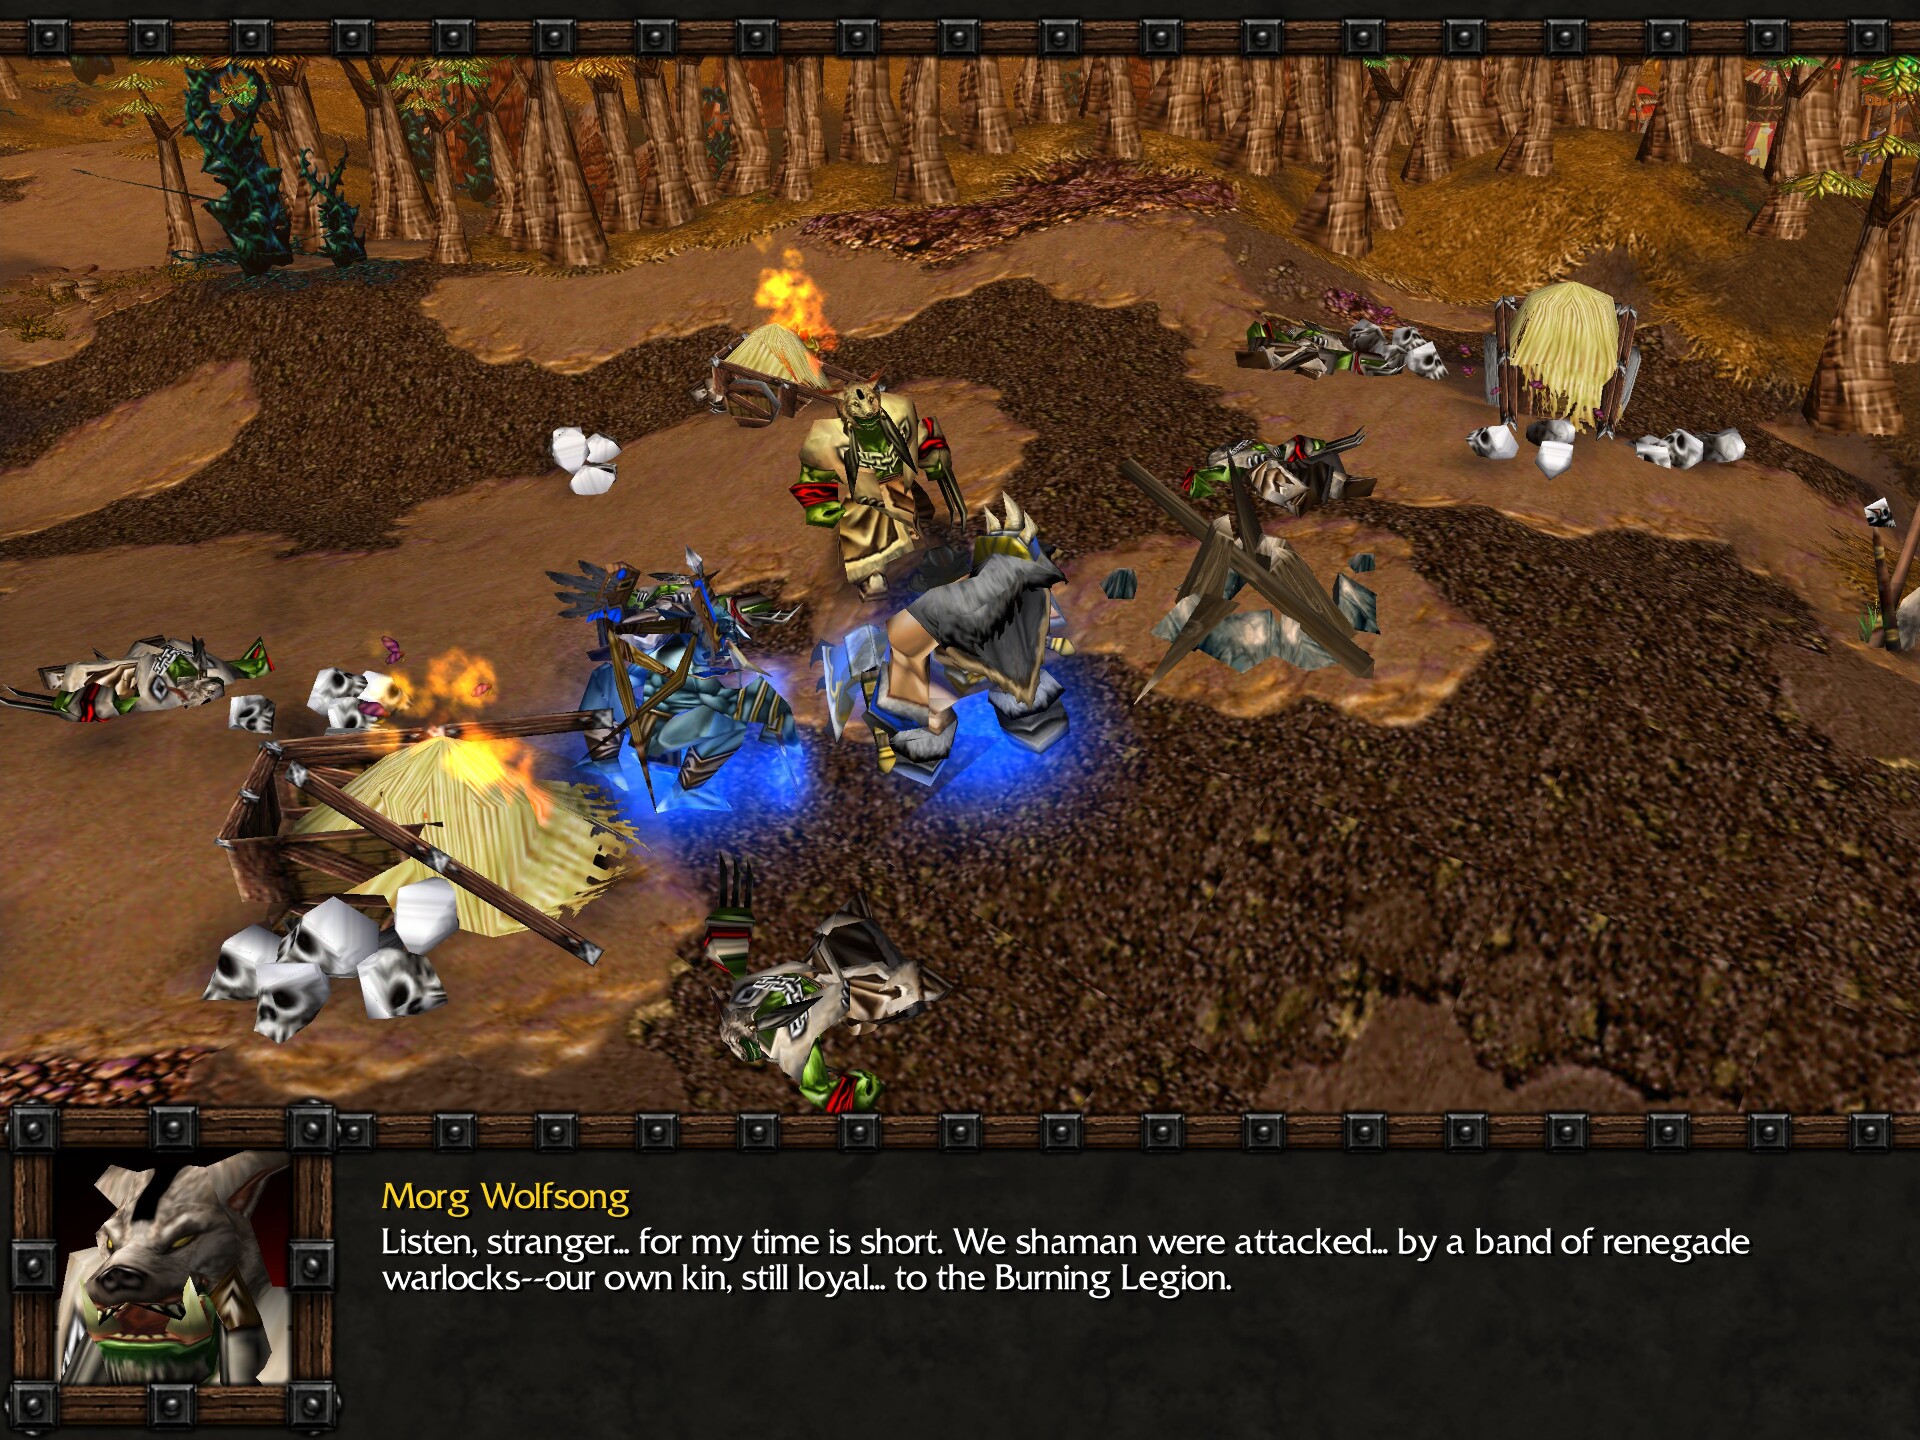 Morg Wolfsong
Listen, stranger... for my time is short. We shaman were attacked... by a band of renegade
warlocks--our own kin, still loyal... to the Burning Legion.